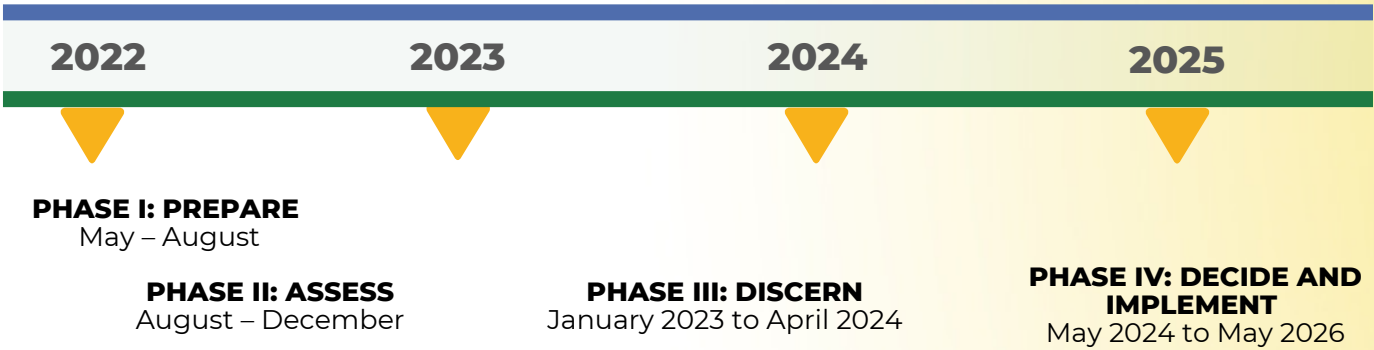 2022 2023 2024 2025
PHASE I: PREPARE
May – August
PHASE II: ASSESS
August – December
PHASE III: DISCERN
January 2023 to April 2024
PHASE IV: DECIDE AND
IMPLEMENT
May 2024 to May 2026